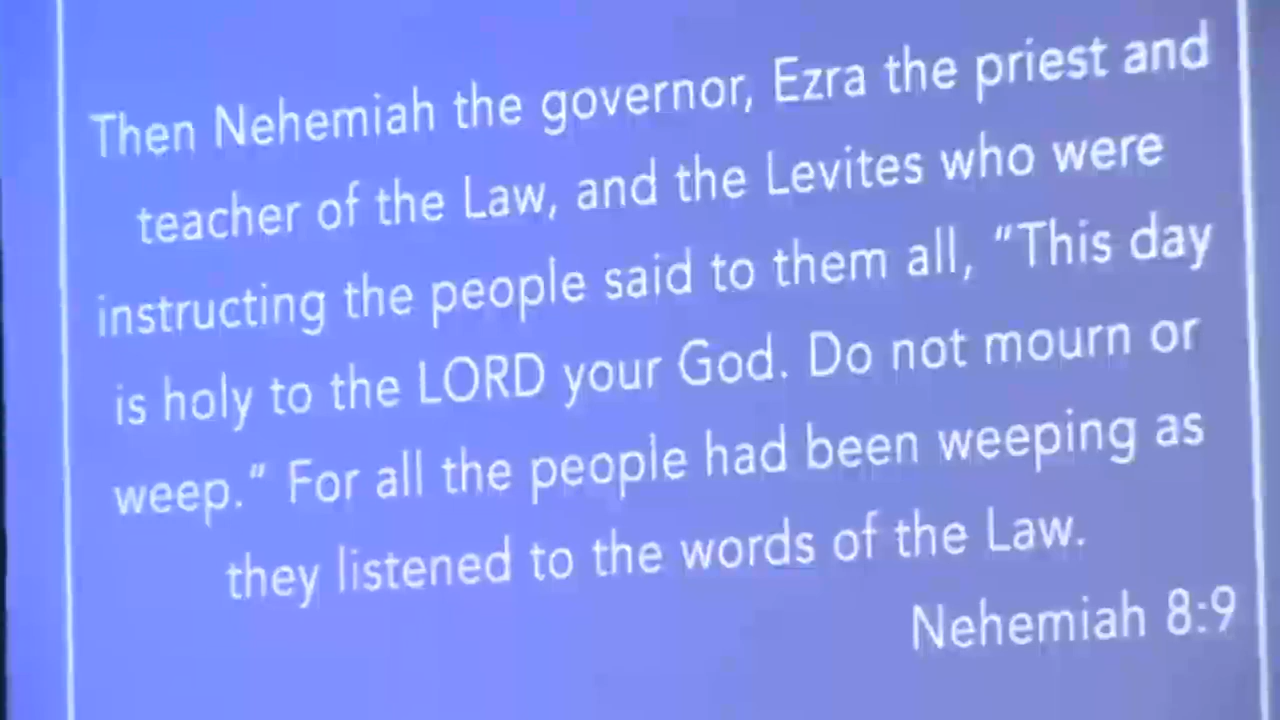 Then Nehemiah the governor, Ezra the priest and
teacher of the Law, and the Levites who were
instructing the people said to them all, "This day
is holy to the LORD your God. Do not mourn or
weep." For all the people had been weeping as
they listened to the words of the Law.
Nehemiah 8:9